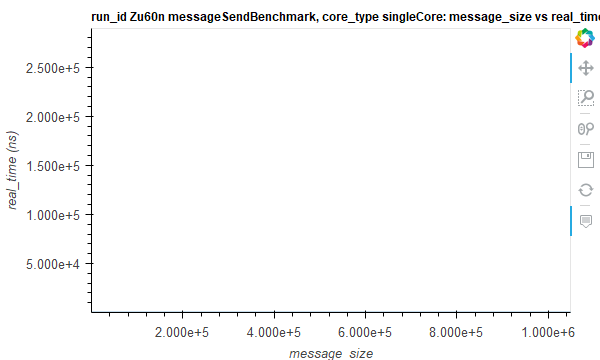 run_id Zu60n messageSendBenchmark, core_type singleCore: message_size vs real_time
2.500e+5
2.000e+5
1.500e+5
1.000e+5
5.000e+4
real_time (ns)
2.000e+5 4.000e+5 6.000e+5 8.000e+5 1.000e+6
message_size